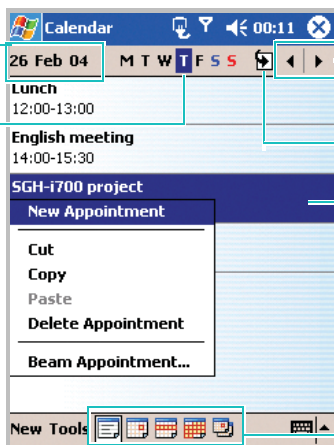 Calendar 00:11
26 Feb 04 M T W T F S S
Lunch
12:00-13:00
English meeting
14:00-15:30
SGH-i700 project
New Appointment
Cut
Copy
Paste
Delete Appointment
Beam Appointment...
New Tools